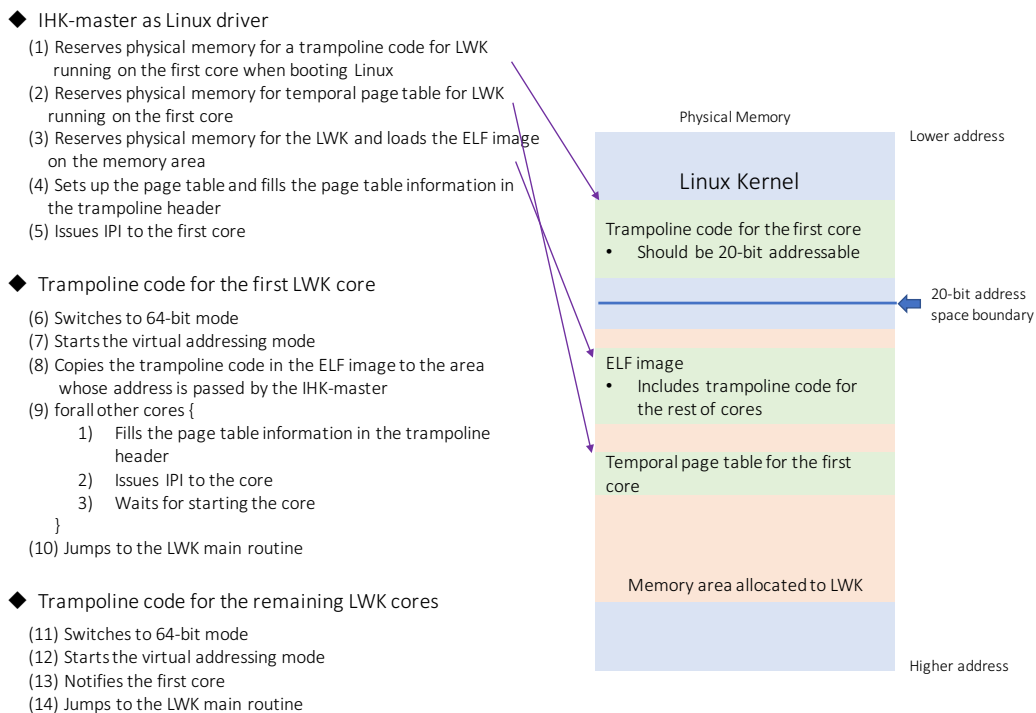 ◆ IHK-master as Linux driver
(1) Reserves physical memory for a trampoline code for LWK
running on the first core when booting Linux
(2) Reserves physical memory for temporal page table for LWK
running on the first core
(3) Reserves physical memory for the LWK and loads the ELF image
on the memory area
(4) Sets up the page table and fills the page table information in
the trampoline header
(5) Issues IPI to the first core
◆ Trampoline code for the first LWK core
(6) Switches to 64-bit mode
(7) Starts the virtual addressing mode
(8) Copies the trampoline code in the ELF image to the area
whose address is passed by the IHK-master
(9) forall other cores {
1) Fills the page table information in the trampoline
header
2) Issues IPI to the core
3) Waits for starting the core
}
(10) Jumps to the LWK main routine
◆ Trampoline code for the remaining LWK cores
(11) Switches to 64-bit mode
(12) Starts the virtual addressing mode
(13) Notifies the first core
(14) Jumps to the LWK main routine
Physical Memory
Lower address
Linux Kernel
Trampoline code for the first core
• Should be 20-bit addressable
20-bit address
space boundary
ELF image
• Includes trampoline code for
the rest of cores
Temporal page table for the first
core
Memory area allocated to LWK
Higher address